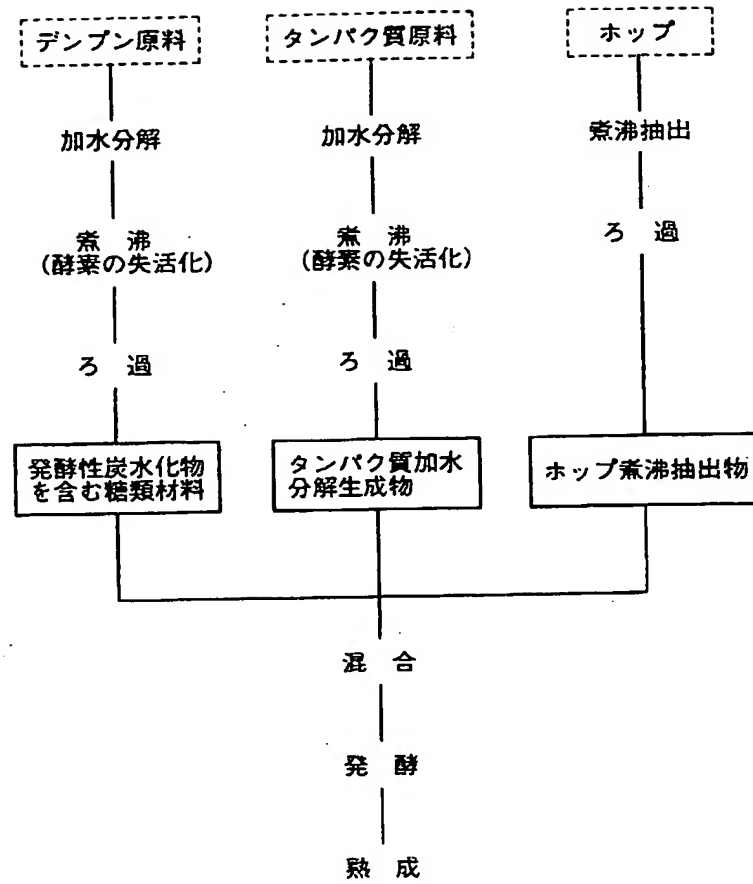 デンプン原料
タンパク質原料
ホップ
加水分解
加水分解
煮沸抽出
煮　沸
(酵素の失活化)
煮　沸
(酵素の失活化)
ろ　過
ろ　過
ろ　過
発酵性炭水化物
を含む糖類材料
タンパク質加水
分解生成物
ホップ煮沸抽出物
混　合
発　酵
熟　成